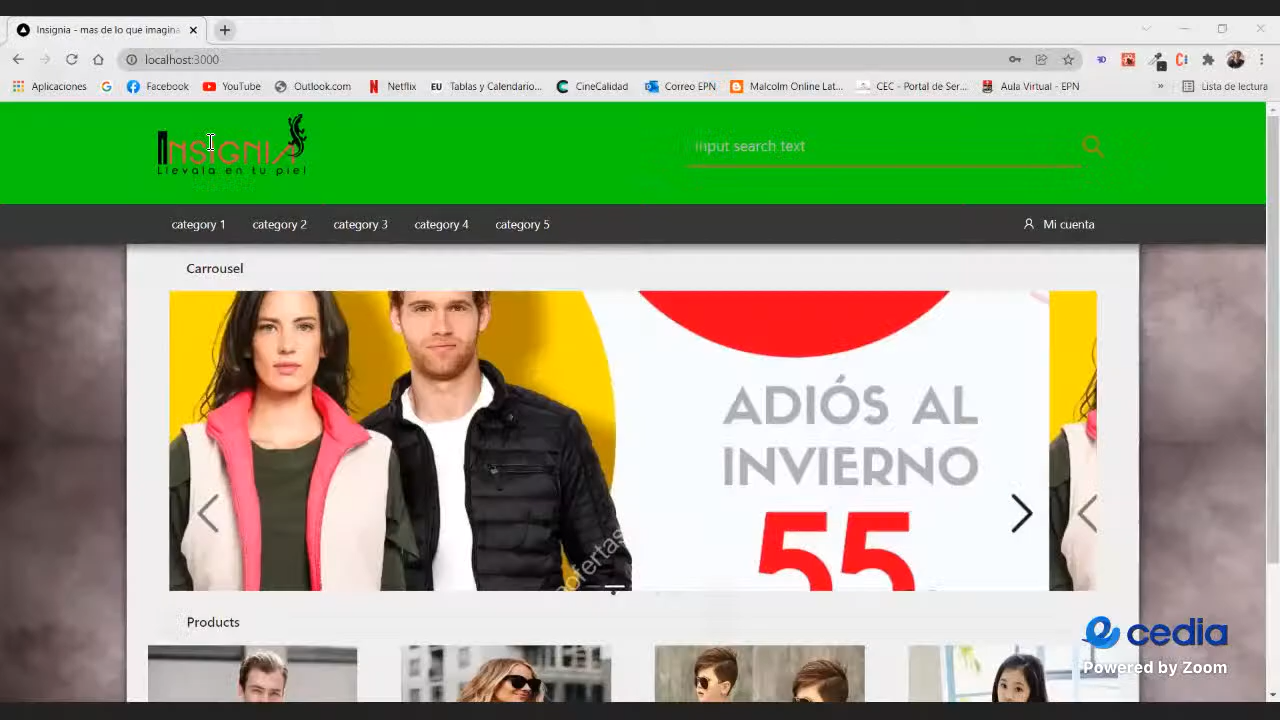 Insignia - mas de lo que imagina
localhost:3000
Aplicaciones
Facebook
YouTube
Outlook.com
Netflix
EU Tablas - Calendario...
CineCalidad
Correo EPN
Malcolm Online Lat...
CEC - Portal de Ser...
Aula Virtual - EPN
»
Lista de lectura
INSIGNIA
Llevala en tu piel
input search text
category 1
category 2
category 3
category 4
category 5
Mi cuenta
Carrousel
ADIÓS AL
INVIERNO
55
ofertas
Products
cedia
Powered by Zoom